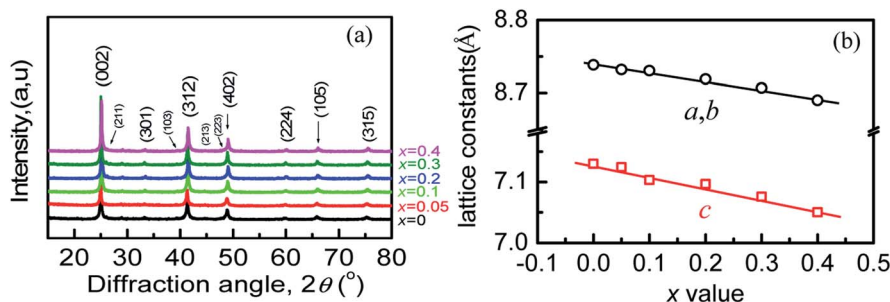 (a)
(002)
(211)
(301)
(103)
(312)
(213)
(223)
(402)
(224)
(105)
(315)
x=0.4
x=0.3
x=0.2
x=0.1
x=0.05
x=0
Intensity,(a,u)
20 30 40 50 60 70 80
Diffraction angle, 2θ (°)
(b)
8.8
8.7
7.1
7.0
a,b
c
lattice constants(Å)
-0.1 0.0 0.1 0.2 0.3 0.4 0.5
x value